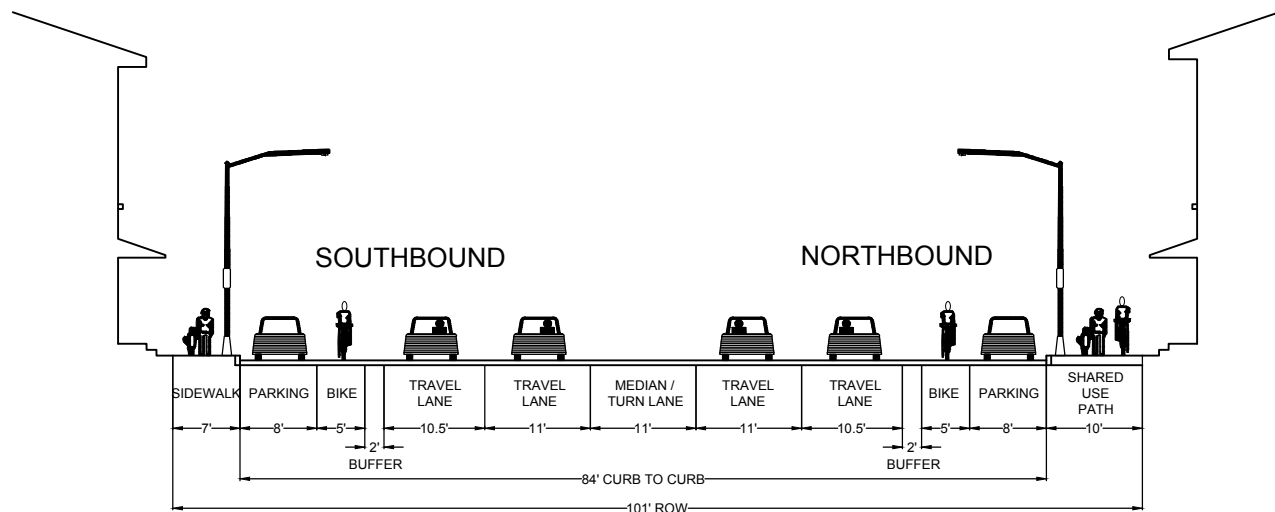 SOUTHBOUND
NORTHBOUND
SIDEWALK
PARKING
BIKE
TRAVEL
LANE
TRAVEL
LANE
MEDIAN /
TURN LANE
TRAVEL
LANE
TRAVEL
LANE
BIKE
PARKING
SHARED
USE
PATH
7'
8'
5'
10.5'
11'
11'
11'
10.5'
5'
8'
10'
2'
BUFFER
2'
BUFFER
84' CURB TO CURB
101' ROW